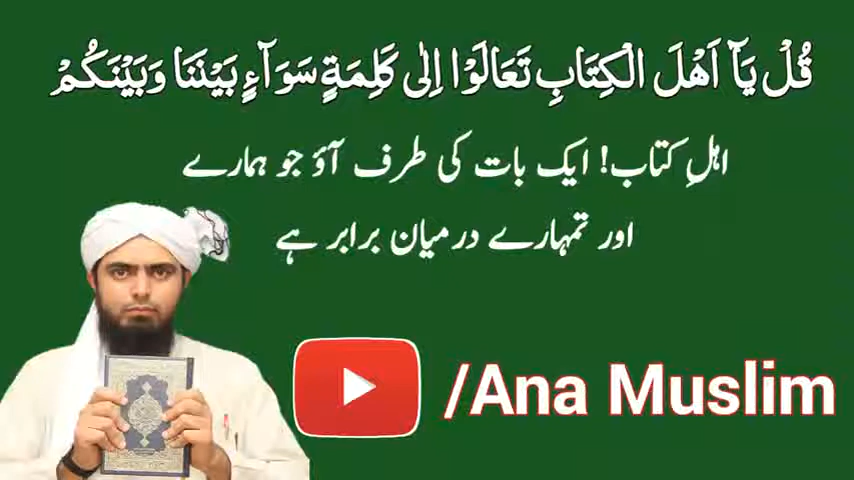 قُلْ يَآ اَهْلَ الْكِتَابِ تَعَالَوْا اِلٰى كَلِمَةٍ سَوَآءٍ بَيْنَنَا وَبَيْنَكُمْ
اہلِ کتاب! ایک بات کی طرف آؤ جو ہمارے
اور تمہارے درمیان برابر ہے
/Ana Muslim